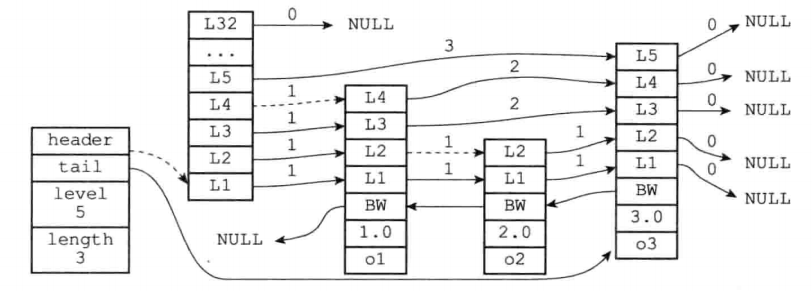 L32
0
NULL
...
L5
3
L4
1
L3
1
L2
1
L1
1
header
tail
level
5
length
3
NULL
L4
2
L3
2
L2
1
L1
1
BW
1.0
o1
L2
1
L1
1
BW
2.0
o2
L5
0
NULL
L4
0
NULL
L3
0
NULL
L2
0
NULL
L1
0
NULL
BW
3.0
o3